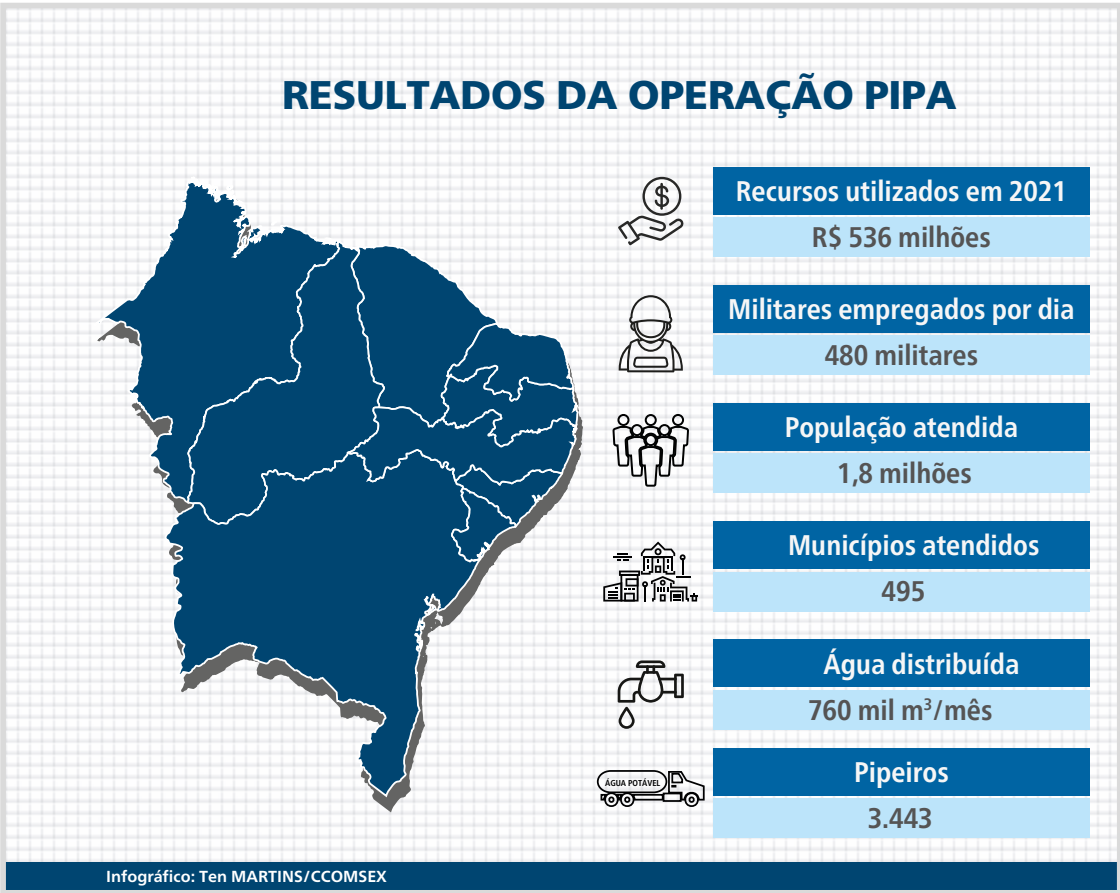 RESULTADOS DA OPERAÇÃO PIPA
$
Recursos utilizados em 2021
R$ 536 milhões
Militares empregados por dia
480 militares
População atendida
1,8 milhões
Municípios atendidos
495
Água distribuída
760 mil m³/mês
ÁGUA POTÁVEL
Pipeiros
3.443
Infográfico: Ten MARTINS/CCOMSEX